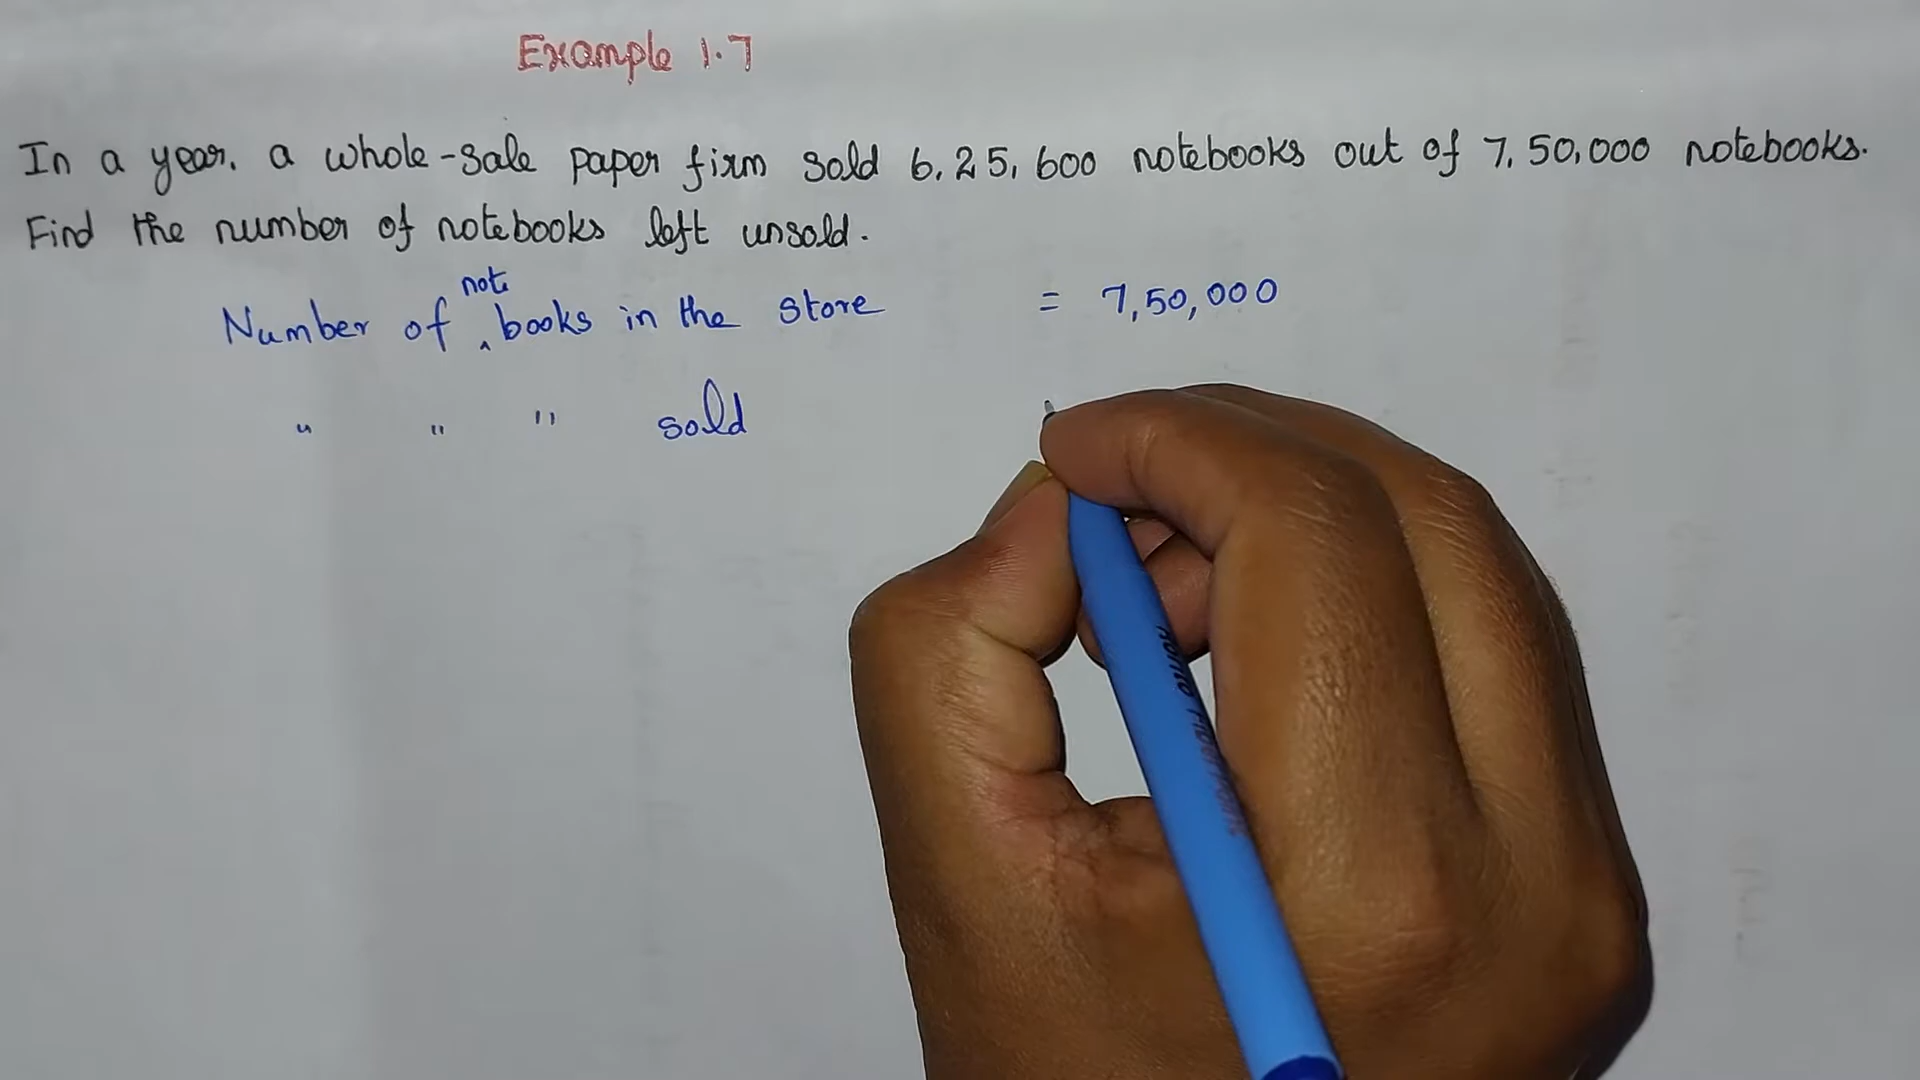 Example 1.7
In a year, a whole-sale paper firm sold 6,25,600 notebooks out of 7,50,000 notebooks.
Find the number of notebooks left unsold.
Number of ^ note books in the store = 7,50,000
" " " sold